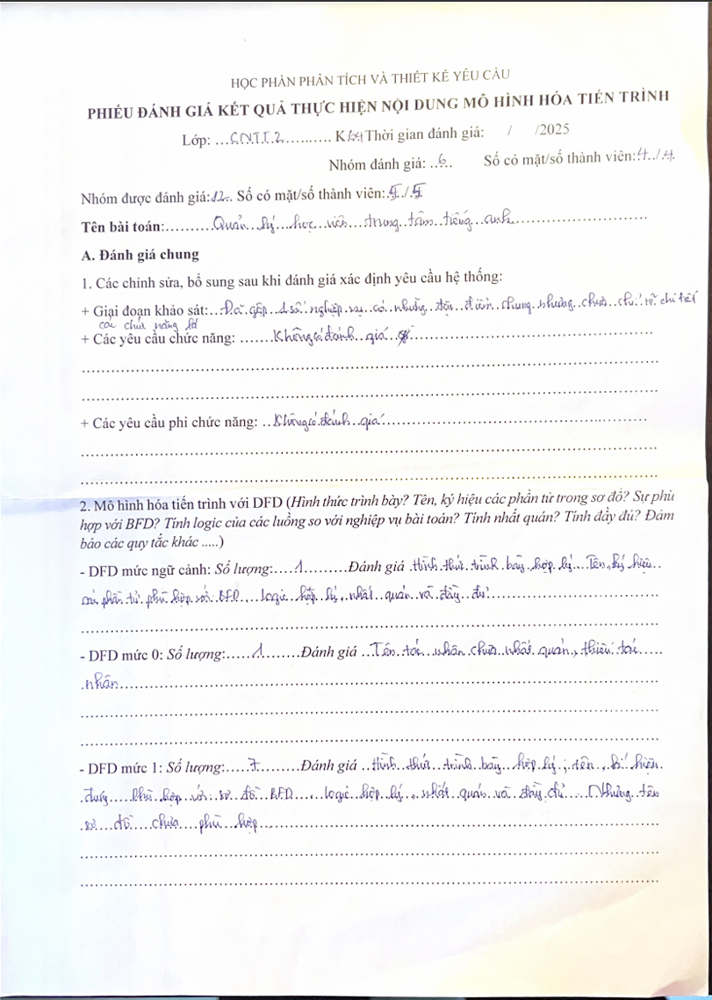 HỌC PHẦN PHÂN TÍCH VÀ THIẾT KẾ YÊU CẦU
PHIẾU ĐÁNH GIÁ KẾT QUẢ THỰC HIỆN NỘI DUNG MÔ HÌNH HÓA TIẾN TRÌNH
Lớp: ...CNTT.2........... K64 Thời gian đánh giá: / /2025
Nhóm đánh giá: ..6.... Số có mặt/số thành viên:4../.4.
Nhóm được đánh giá:12.. Số có mặt/số thành viên:.5./.5
Tên bài toán:..........Quản lý học viên trung tâm tiếng anh..........
A. Đánh giá chung
1. Các chỉnh sửa, bổ sung sau khi đánh giá xác định yêu cầu hệ thống:
+ Giai đoạn khảo sát:...Đã gộp 1 số nghiệp vụ có những đặc điểm chung nhưng chưa chỉ rõ chi tiết
các chức năng
+ Các yêu cầu chức năng: .......Không có đánh giá..........
+ Các yêu cầu phi chức năng: ..Không có đánh giá..........
2. Mô hình hóa tiến trình với DFD (Hình thức trình bày? Tên, ký hiệu các phần tử trong sơ đồ? Sự phù
hợp với BFD? Tính logic của các luồng so với nghiệp vụ bài toán? Tính nhất quán? Tính đầy đủ? Đảm
bảo các quy tắc khác .....)
- DFD mức ngữ cảnh: Số lượng:....1..........Đánh giá .Hình thức trình bày hợp lý... Tên, ký hiệu..
các phần tử phù hợp với BFD.... logic hợp lý, nhất quán và đầy đủ..........
- DFD mức 0: Số lượng:.....1........Đánh giá ..Tên tác nhân chưa nhất quán, thiếu tác.....
nhân..........
- DFD mức 1: Số lượng:....7........Đánh giá ..Hình thức trình bày hợp lý, tên, kí hiệu.
đúng.... phù hợp với sơ đồ BFD.... logic hợp lý, nhất quán và đầy đủ.... Nhưng tên
sơ đồ chưa phù hợp..........